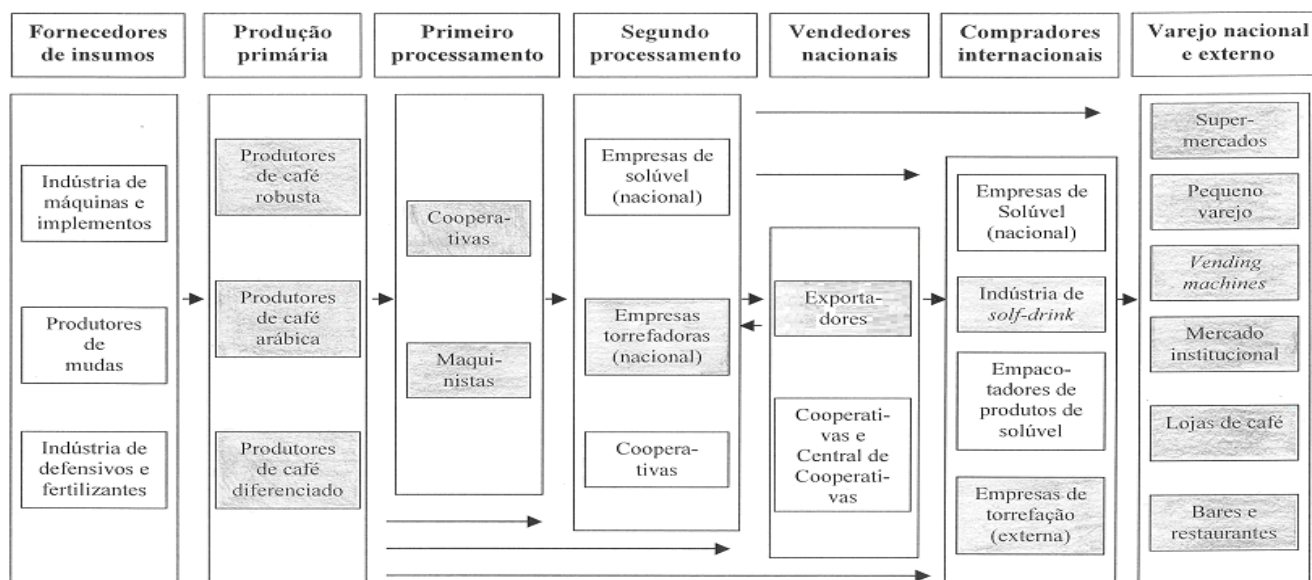 Fornecedores
de insumos
Produção
primária
Primeiro
processamento
Segundo
processamento
Vendedores
nacionais
Compradores
internacionais
Varejo nacional
e externo
Indústria de
máquinas e
implementos
Produtores
de
mudas
Indústria de
defensivos e
fertilizantes
Produtores
de café
robusta
Produtores
de café
arábica
Produtores
de café
diferenciado
Coopera-
tivas
Maqui-
nistas
Empresas de
solúvel
(nacional)
Empresas
torrefadoras
(nacional)
Coopera-
tivas
Exporta-
dores
Cooperati-
vas e
Central de
Cooperati-
vas
Empresas de
Solúvel
(nacional)
Indústria de
solf-drink
Empaco-
tadores de
produtos de
solúvel
Empresas de
torrefação
(externa)
Super-
mercados
Pequeno
varejo
Vending
machines
Mercado
institucional
Lojas de café
Bares e
restaurantes